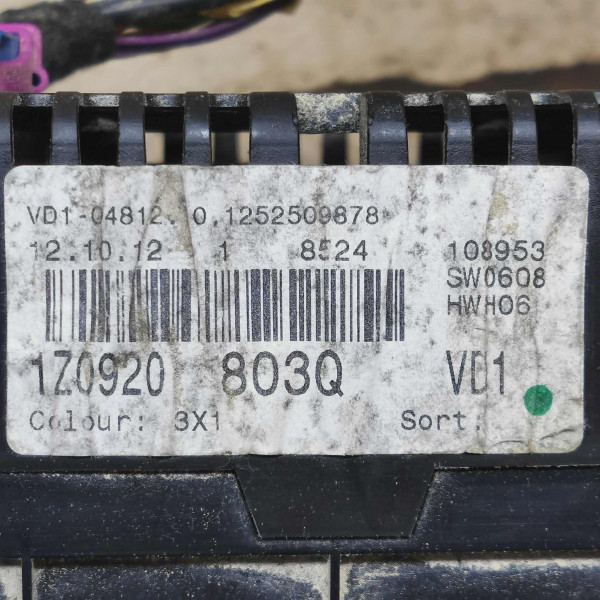 VD1-04812. 0.1252509878
12.10.12 1 8524 108953
SW0608
HWH06
1Z0920 803Q VD1
Colour: 3X1 Sort.